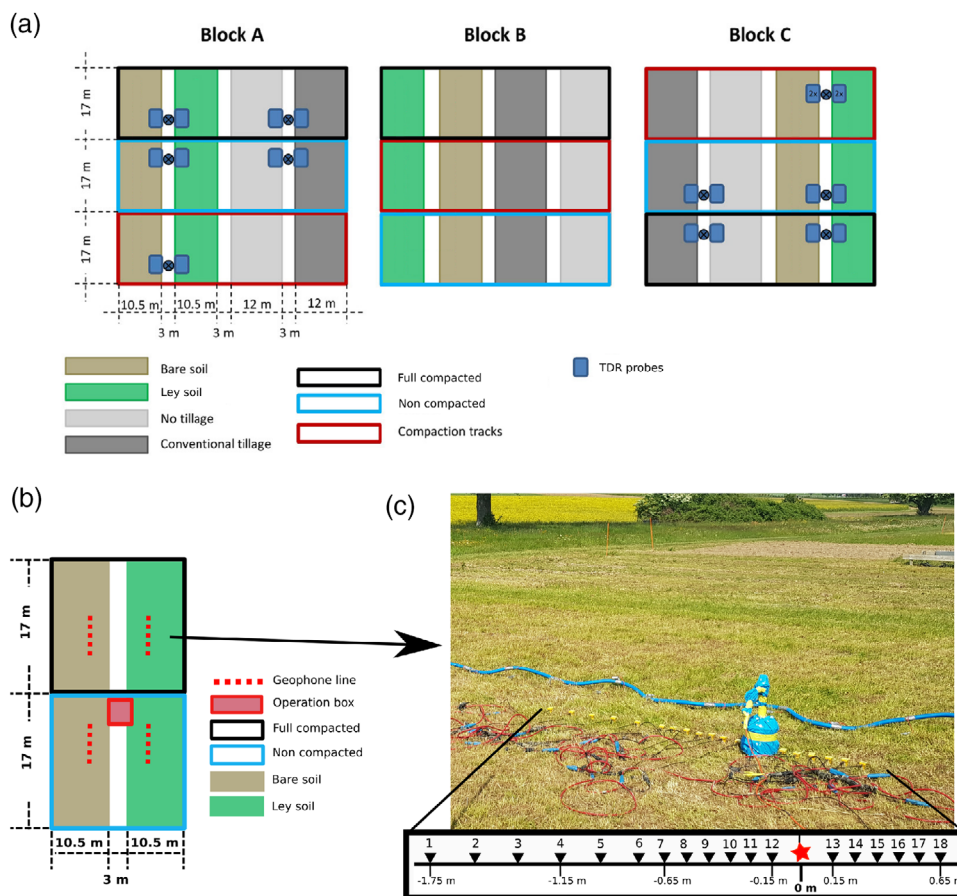 (a)
Block A
Block B
Block C
17 m
17 m
17 m
2x 2x
10.5 m 10.5 m 12 m 12 m
3 m 3 m 3 m
Bare soil
Ley soil
No tillage
Conventional tillage
Full compacted
Non compacted
Compaction tracks
TDR probes
(b)
17 m
17 m
10.5 m 10.5 m
3 m
Geophone line
Operation box
Full compacted
Non compacted
Bare soil
Ley soil
(c)
1 2 3 4 5 6 7 8 9 10 11 12 13 14 15 16 17 18
-1.75 m -1.15 m -0.65 m -0.15 m 0 m 0.15 m 0.65 m